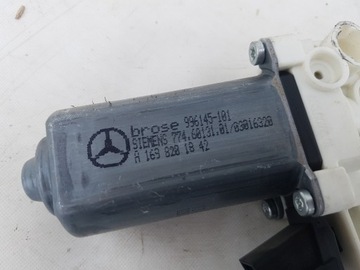 brose 996145-101
SIEMENS 774.60131.01/03016320
A 169 820 18 42